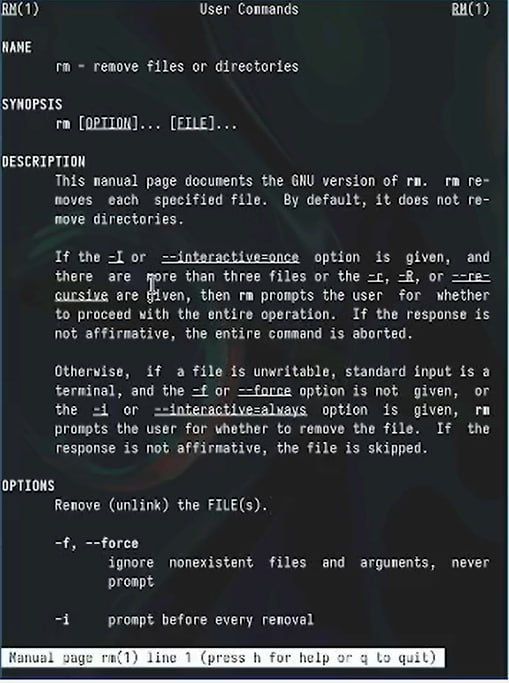 RM(1) User Commands RM(1)
NAME
rm - remove files or directories
SYNOPSIS
rm [OPTION]... [FILE]...
DESCRIPTION
This manual page documents the GNU version of rm. rm re-
moves each specified file. By default, it does not re-
move directories.
If the -I or --interactive=once option is given, and
there are more than three files or the -r, -R, or --re-
cursive are given, then rm prompts the user for whether
to proceed with the entire operation. If the response is
not affirmative, the entire command is aborted.
Otherwise, if a file is unwritable, standard input is a
terminal, and the -f or --force option is not given, or
the -i or --interactive=always option is given, rm
prompts the user for whether to remove the file. If the
response is not affirmative, the file is skipped.
OPTIONS
Remove (unlink) the FILE(s).
-f, --force
ignore nonexistent files and arguments, never
prompt
-i prompt before every removal
Manual page rm(1) line 1 (press h for help or q to quit)